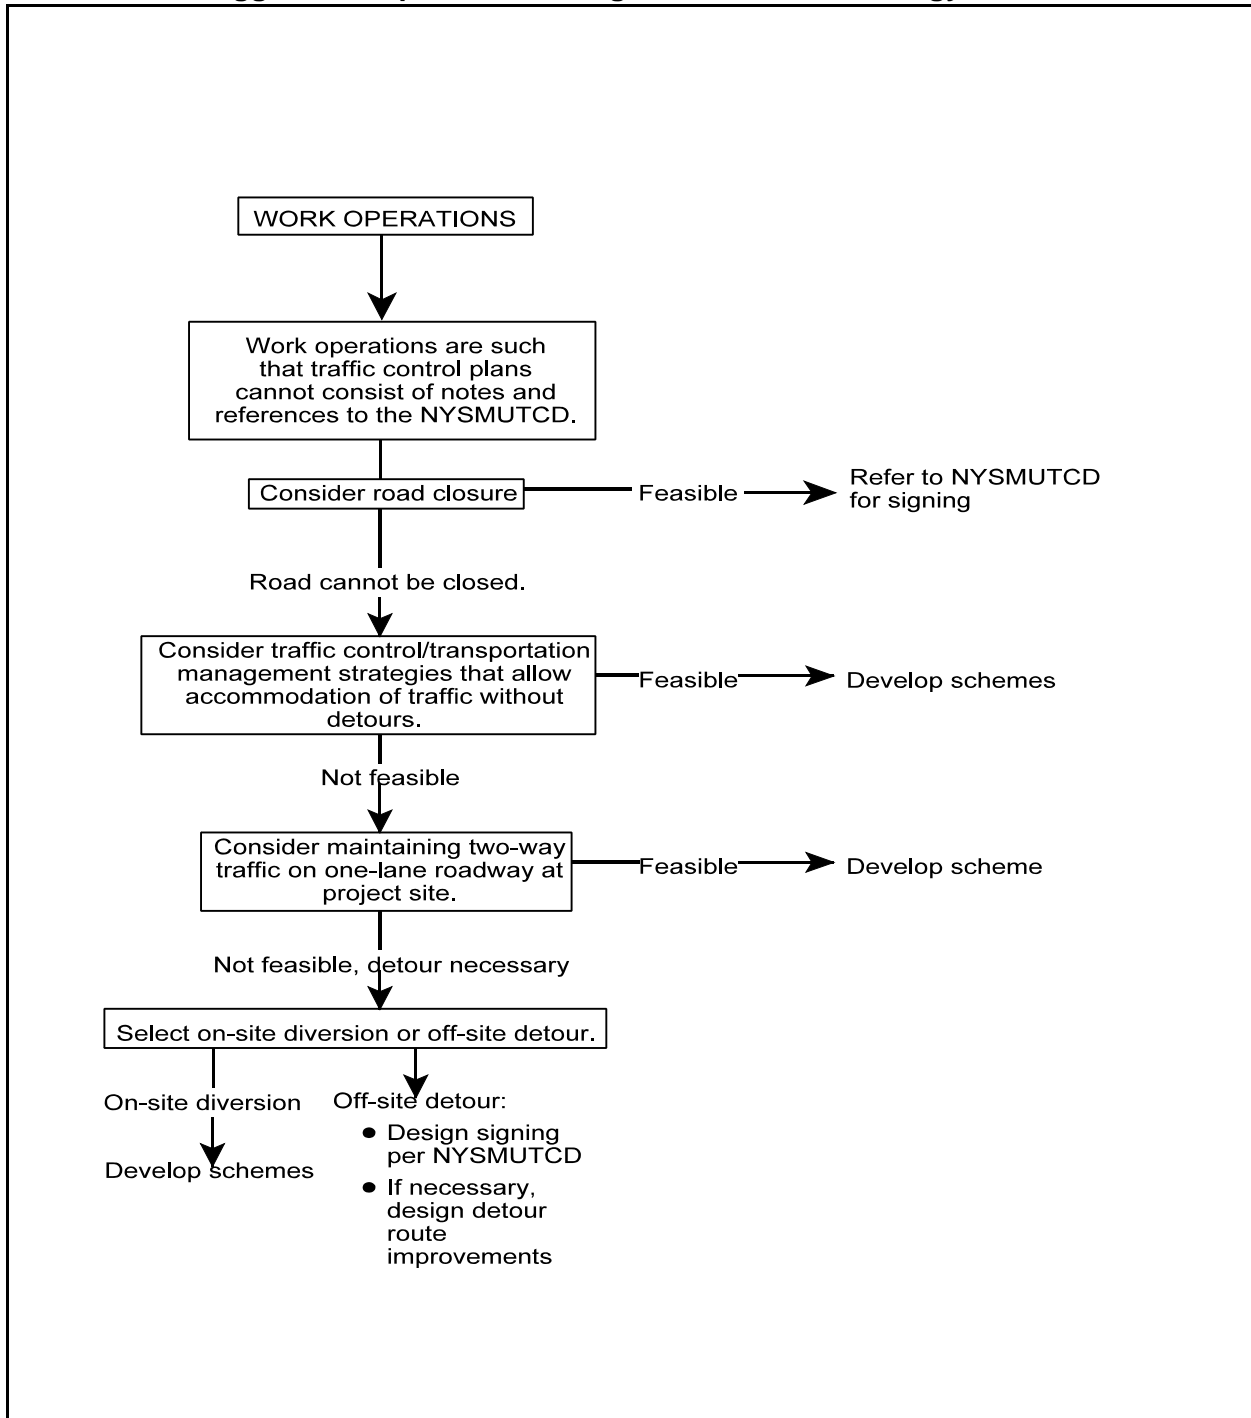 WORK OPERATIONS
Work operations are such
that traffic control plans
cannot consist of notes and
references to the NYSMUTCD.
Consider road closure
Feasible
Refer to NYSMUTCD
for signing
Road cannot be closed.
Consider traffic control/transportation
management strategies that allow
accommodation of traffic without
detours.
Feasible
Develop schemes
Not feasible
Consider maintaining two-way
traffic on one-lane roadway at
project site.
Feasible
Develop scheme
Not feasible, detour necessary
Select on-site diversion or off-site detour.
On-site diversion
Develop schemes
Off-site detour:
● Design signing
per NYSMUTCD
● If necessary,
design detour
route
improvements